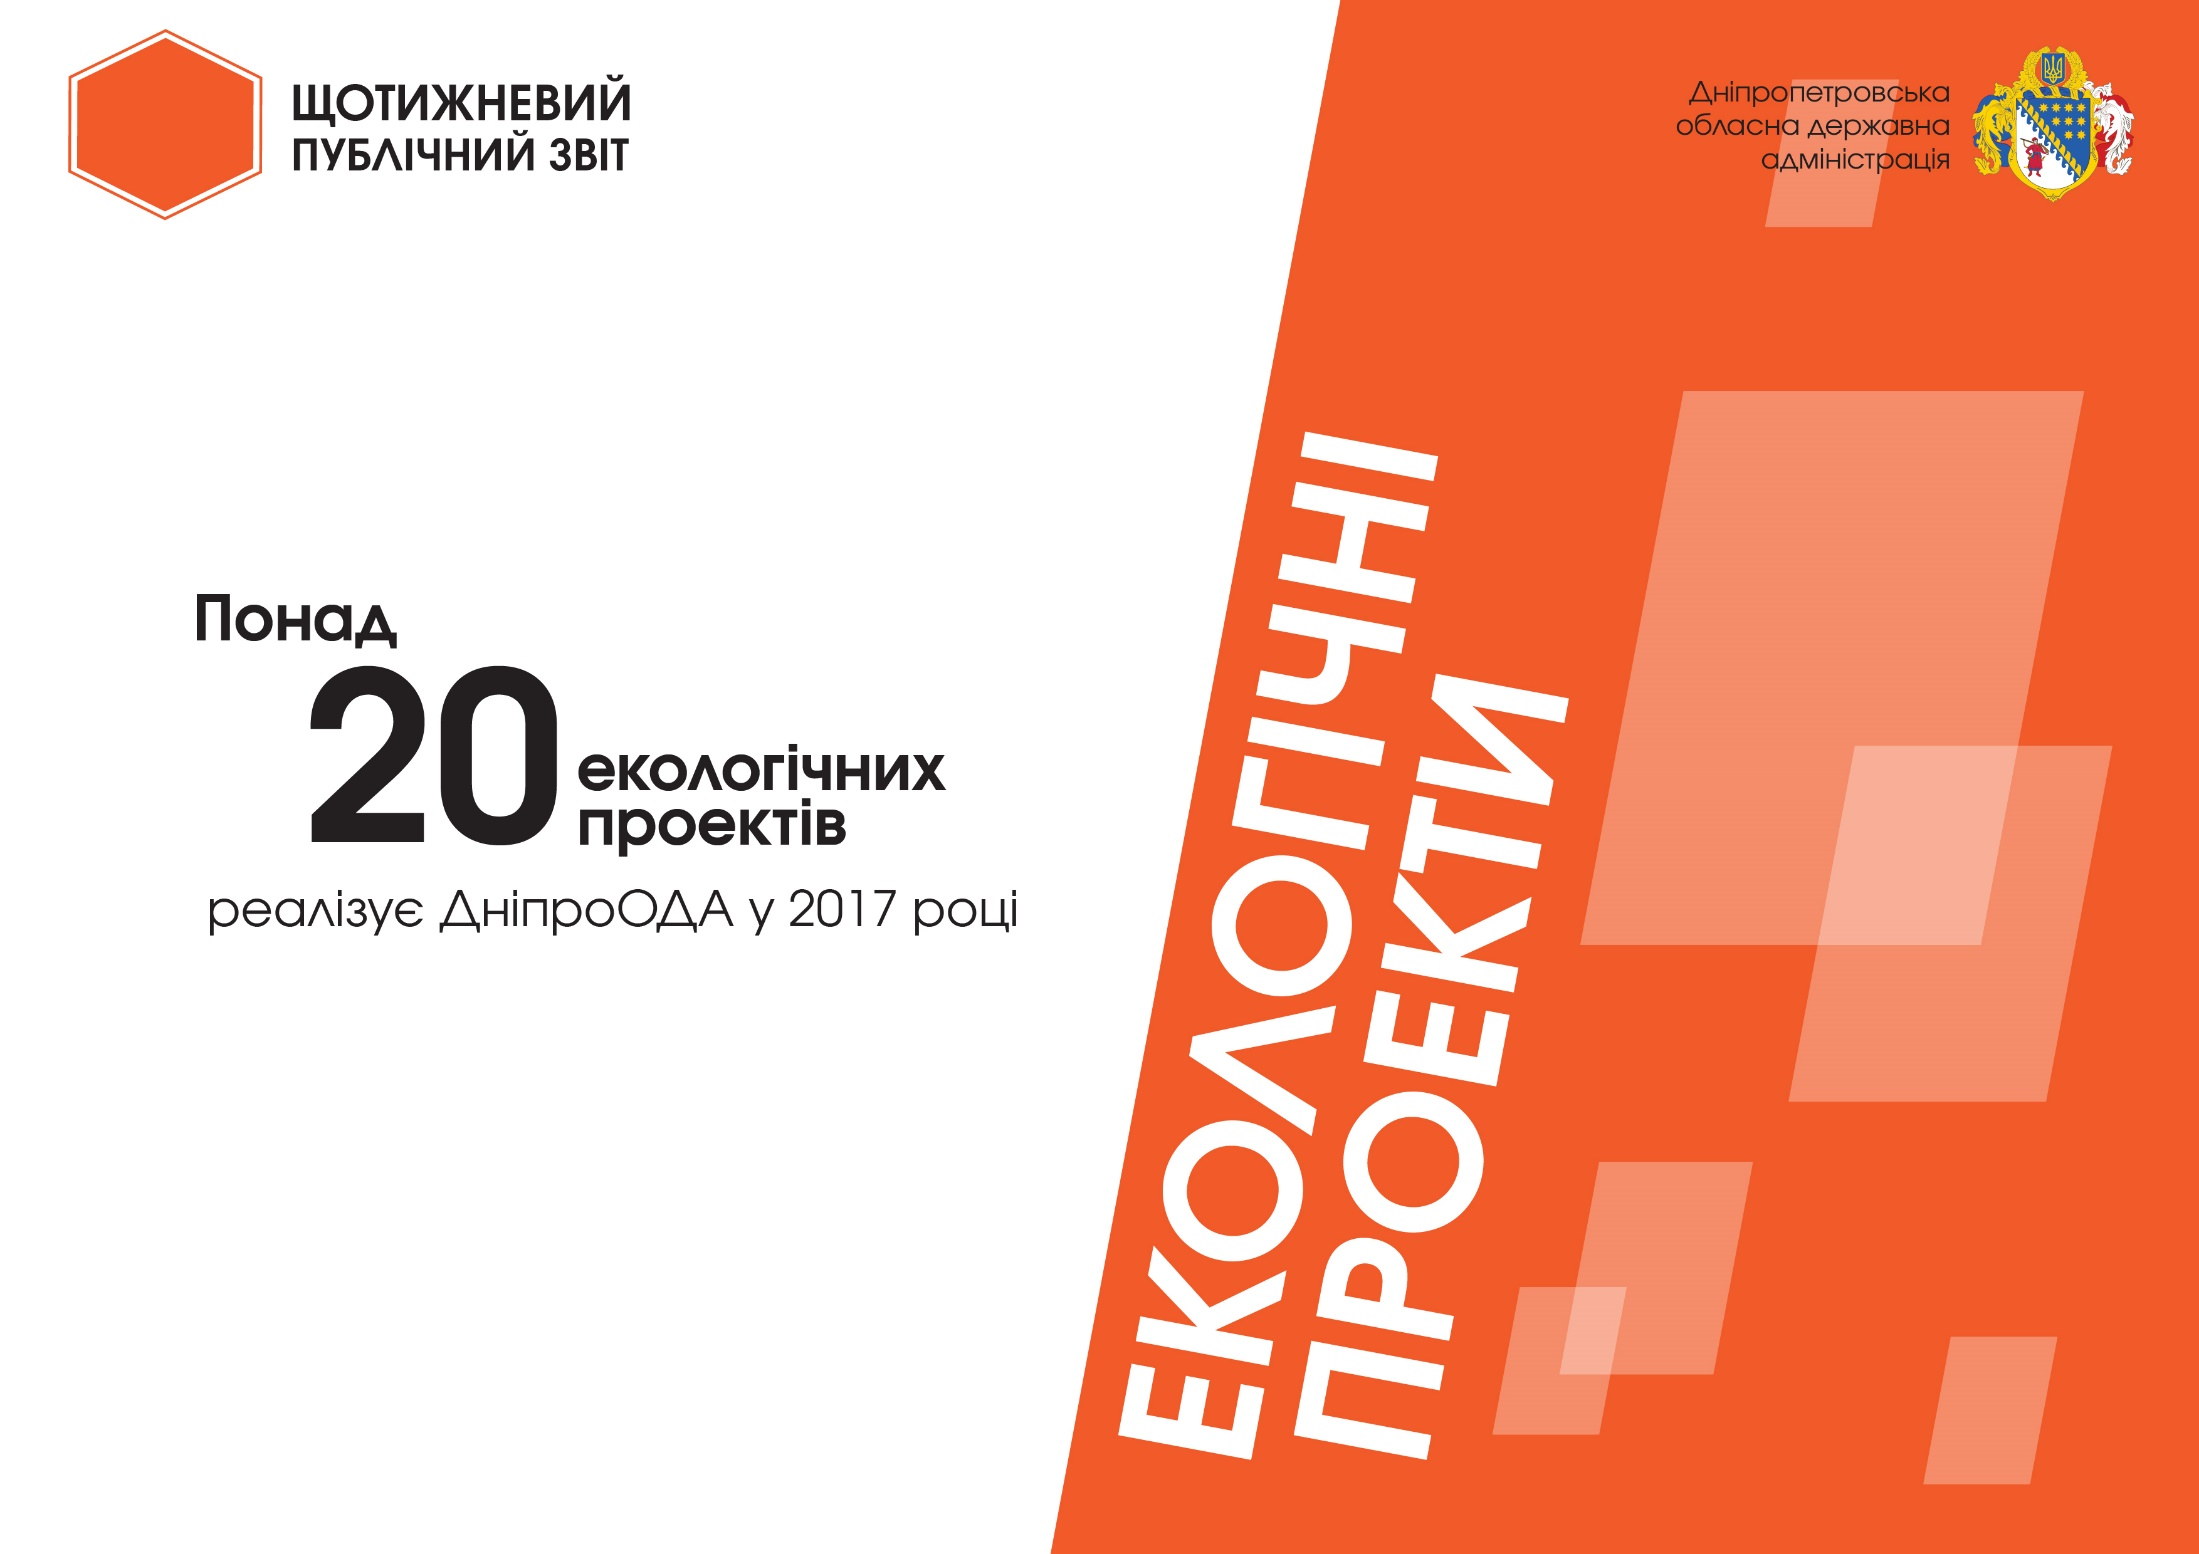 ЩОТИЖНЕВИЙ
ПУБЛІЧНИЙ ЗВІТ
Дніпропетровська
обласна державна
адміністрація
Понад
20 екологічних
проектів
реалізує ДніпроОДА у 2017 році
ЕКОЛОГІЧНІ
ПРОЕКТИ